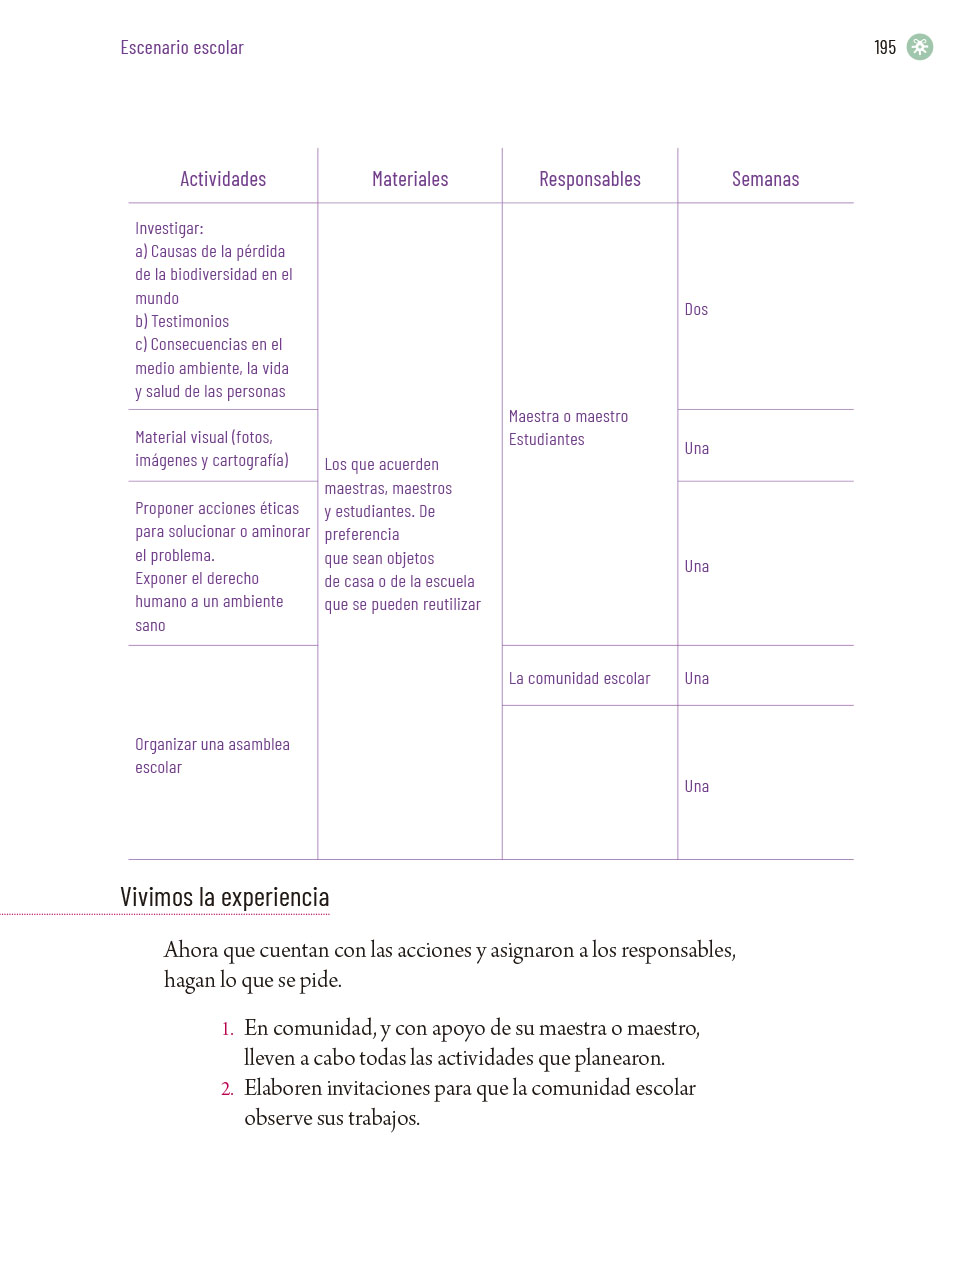 Escenario escolar
195
Actividades
Materiales
Responsables
Semanas
Investigar:
a) Causas de la pérdida
de la biodiversidad en el
mundo
b) Testimonios
c) Consecuencias en el
medio ambiente, la vida
y salud de las personas
Dos
Material visual (fotos,
imágenes y cartografía)
Una
Proponer acciones éticas
para solucionar o aminorar
el problema.
Exponer el derecho
humano a un ambiente
sano
Una
Los que acuerden
maestras, maestros
y estudiantes. De
preferencia
que sean objetos
de casa o de la escuela
que se pueden reutilizar
Maestra o maestro
Estudiantes
Organizar una asamblea
escolar
La comunidad escolar
Una
Una
Vivimos la experiencia
Ahora que cuentan con las acciones y asignaron a los responsables,
hagan lo que se pide.
1. En comunidad, y con apoyo de su maestra o maestro,
lleven a cabo todas las actividades que planearon.
2. Elaboren invitaciones para que la comunidad escolar
observe sus trabajos.